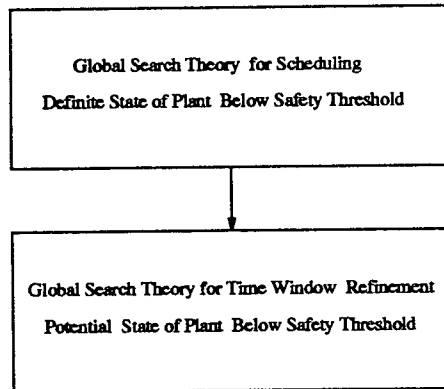 Global Search Theory for Scheduling
Definite State of Plant Below Safety Threshold
Global Search Theory for Time Window Refinement
Potential State of Plant Below Safety Threshold